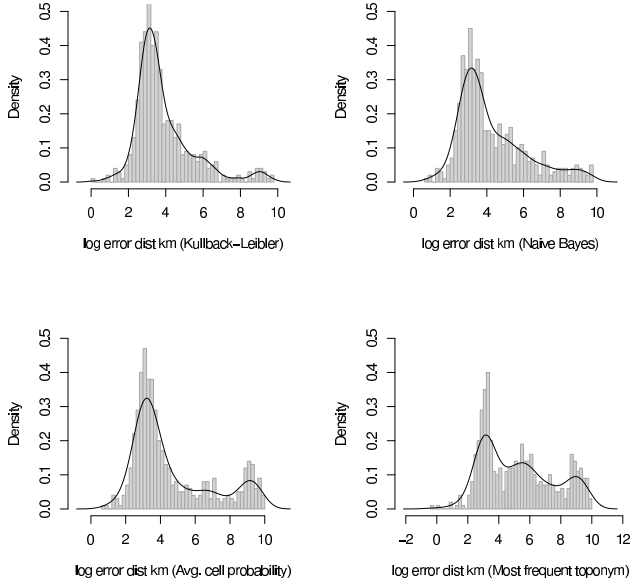 0.0 0.1 0.2 0.3 0.4 0.5
Density
0 2 4 6 8 10
log error dist km (Kullback−Leibler)
0.0 0.1 0.2 0.3 0.4 0.5
Density
0 2 4 6 8 10
log error dist km (Naive Bayes)
0.0 0.1 0.2 0.3 0.4 0.5
Density
0 2 4 6 8 10
log error dist km (Avg. cell probability)
0.0 0.1 0.2 0.3 0.4 0.5
Density
−2 0 2 4 6 8 10 12
log error dist km (Most frequent toponym)